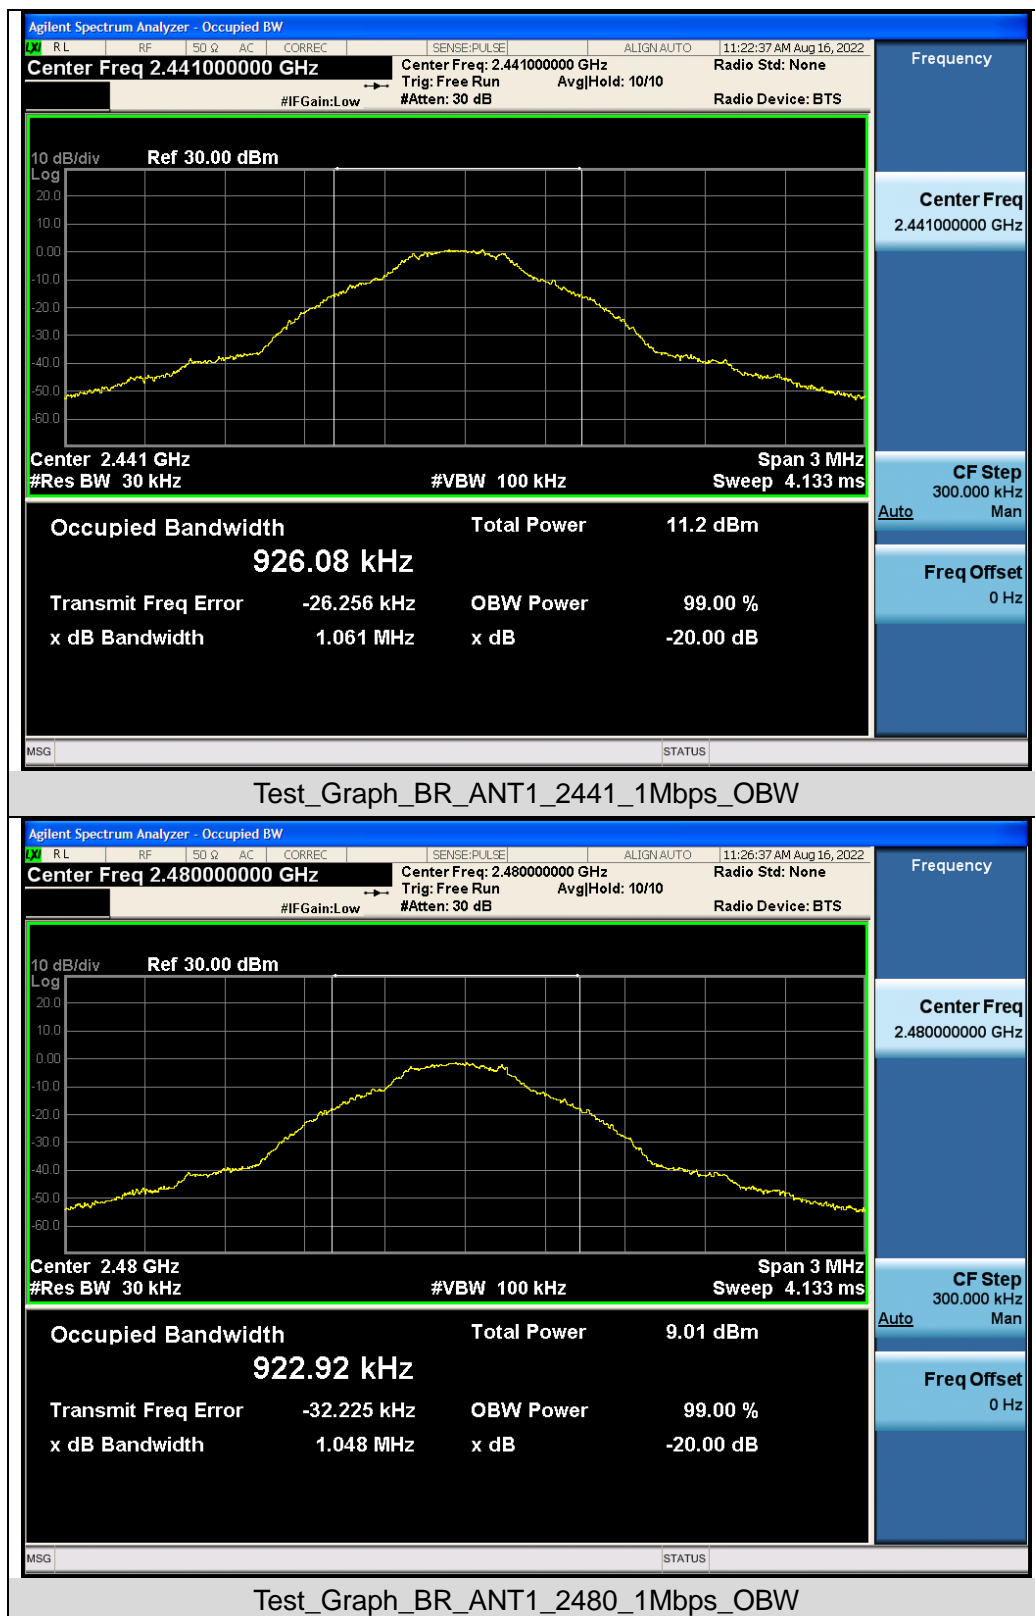 Agilent Spectrum Analyzer - Occupied BW
LXI RL RF 50 Ω AC CORREC SENSE:PULSE ALIGN AUTO 11:22:37 AM Aug 16, 2022
Center Freq 2.441000000 GHz Center Freq: 2.441000000 GHz Radio Std: None
Trig: Free Run Avg|Hold: 10/10
#IFGain:Low #Atten: 30 dB Radio Device: BTS
Frequency
10 dB/div Ref 30.00 dBm
Log
20.0
10.0
0.00
-10.0
-20.0
-30.0
-40.0
-50.0
-60.0
Center Freq
2.441000000 GHz
Center 2.441 GHz Span 3 MHz
#Res BW 30 kHz #VBW 100 kHz Sweep 4.133 ms
CF Step
300.000 kHz
Auto Man
Occupied Bandwidth Total Power 11.2 dBm
926.08 kHz
Transmit Freq Error -26.256 kHz OBW Power 99.00 %
x dB Bandwidth 1.061 MHz x dB -20.00 dB
Freq Offset
0 Hz
MSG STATUS
Test_Graph_BR_ANT1_2441_1Mbps_OBW
Agilent Spectrum Analyzer - Occupied BW
LXI RL RF 50 Ω AC CORREC SENSE:PULSE ALIGN AUTO 11:26:37 AM Aug 16, 2022
Center Freq 2.480000000 GHz Center Freq: 2.480000000 GHz Radio Std: None
Trig: Free Run Avg|Hold: 10/10
#IFGain:Low #Atten: 30 dB Radio Device: BTS
Frequency
10 dB/div Ref 30.00 dBm
Log
20.0
10.0
0.00
-10.0
-20.0
-30.0
-40.0
-50.0
-60.0
Center Freq
2.480000000 GHz
Center 2.48 GHz Span 3 MHz
#Res BW 30 kHz #VBW 100 kHz Sweep 4.133 ms
CF Step
300.000 kHz
Auto Man
Occupied Bandwidth Total Power 9.01 dBm
922.92 kHz
Transmit Freq Error -32.225 kHz OBW Power 99.00 %
x dB Bandwidth 1.048 MHz x dB -20.00 dB
Freq Offset
0 Hz
MSG STATUS
Test_Graph_BR_ANT1_2480_1Mbps_OBW